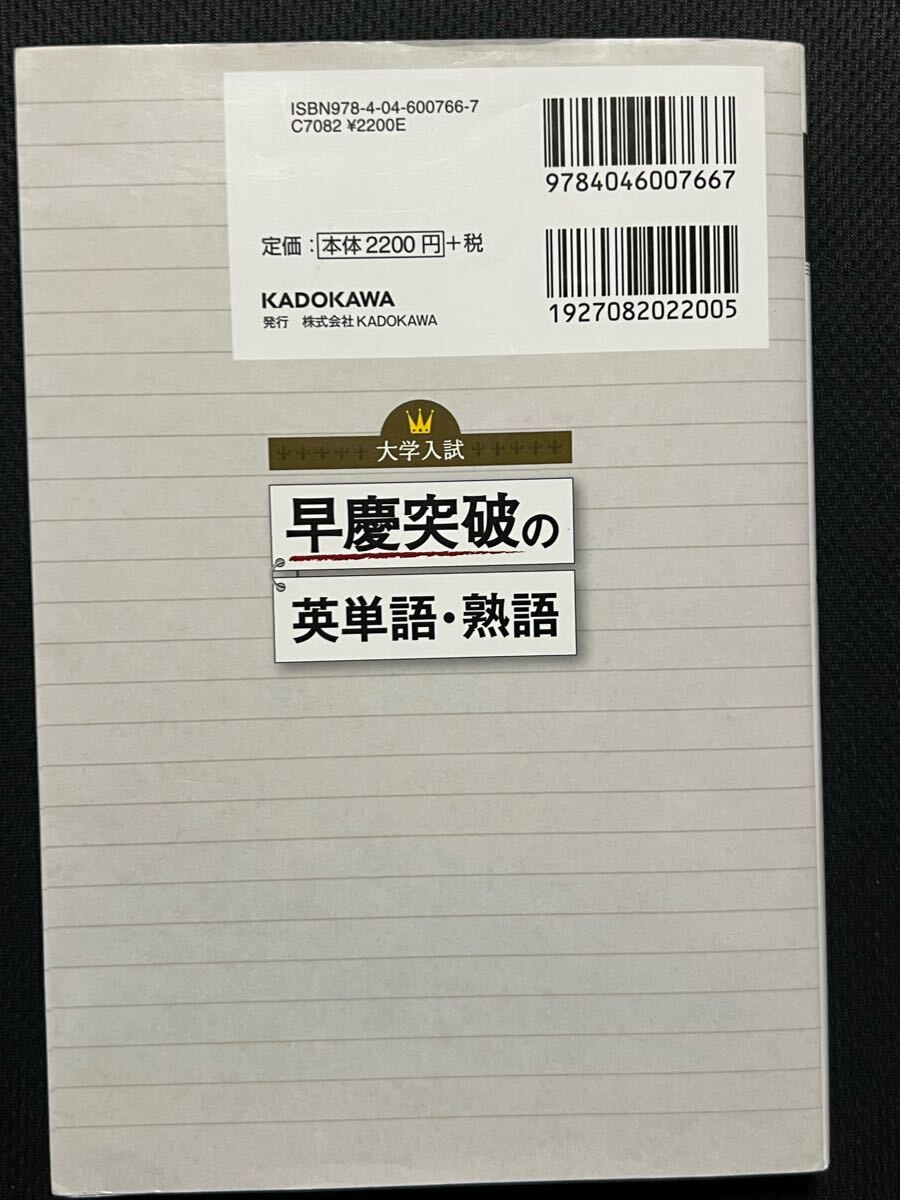 ISBN978-4-04-600766-7
C7082 ¥2200E
9784046007667
定価：本体2200円+税
1927082022005
KADOKAWA
発行　株式会社KADOKAWA
大学入試
早慶突破の
英単語・熟語